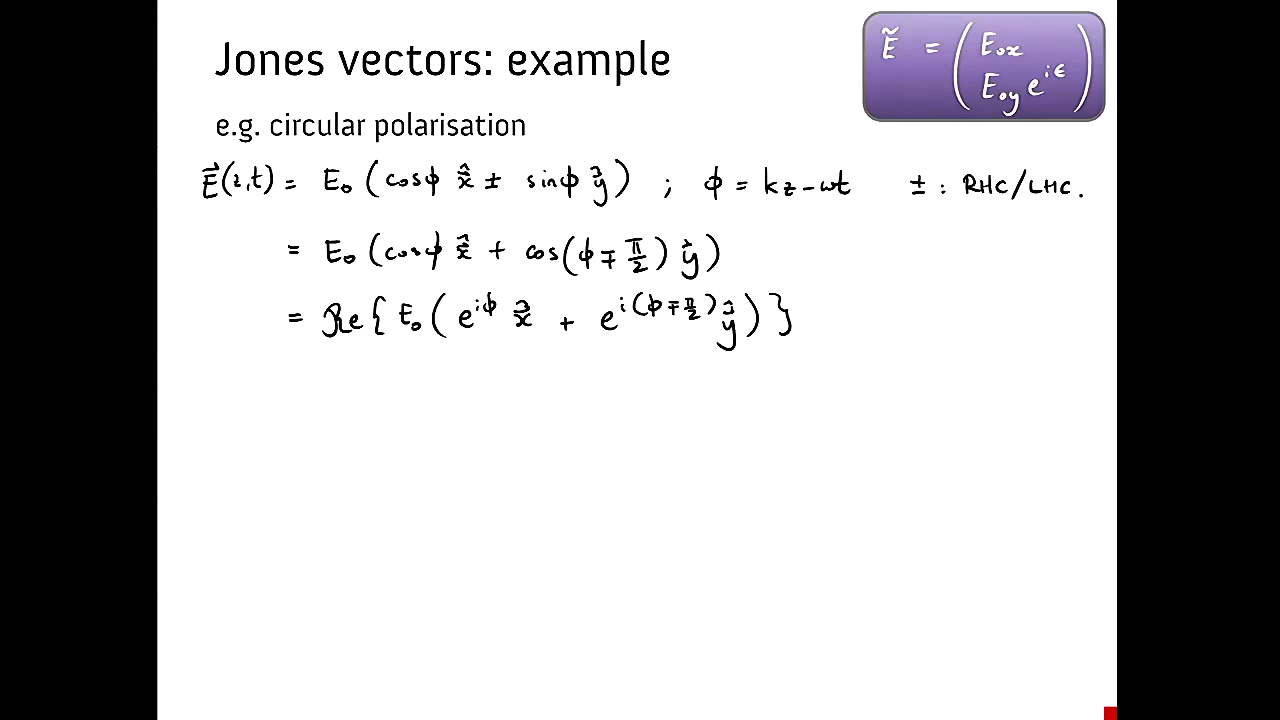 Jones vectors: example
Ẽ = ( E₀ₓ
E₀y e^{iε} )
e.g. circular polarisation
E⃗(z,t) = E₀ ( cosϕ x̂ ± sinϕ ŷ ) ; ϕ = kz-ωt ± : RHC/LHC.
= E₀ ( cosϕ x̂ + cos(ϕ ∓ π/2) ŷ )
= Re{ E₀ ( e^{iϕ} x̂ + e^{i(ϕ ∓ π/2)} ŷ ) }